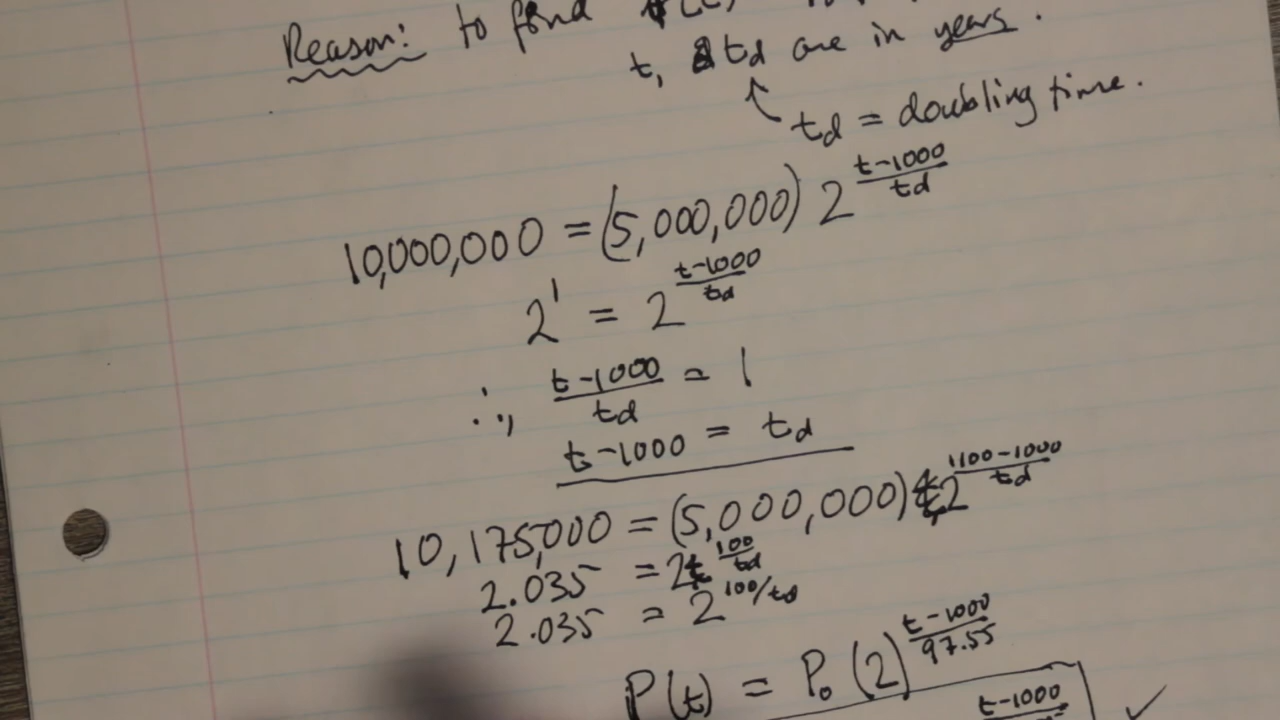 Reason: to find
t, td are in years.
td = doubling time.
10,000,000 = (5,000,000) 2^((t-1000)/td)
2^1 = 2^((t-1000)/td)
∴, (t-1000)/td = 1
t-1000 = td
10,175,000 = (5,000,000) 2^((1100-1000)/td)
2.035 = 2^(100/td)
2.035 = 2^(100/td)
P(t) = P₀ (2)^((t-1000)/97.55)
t-1000